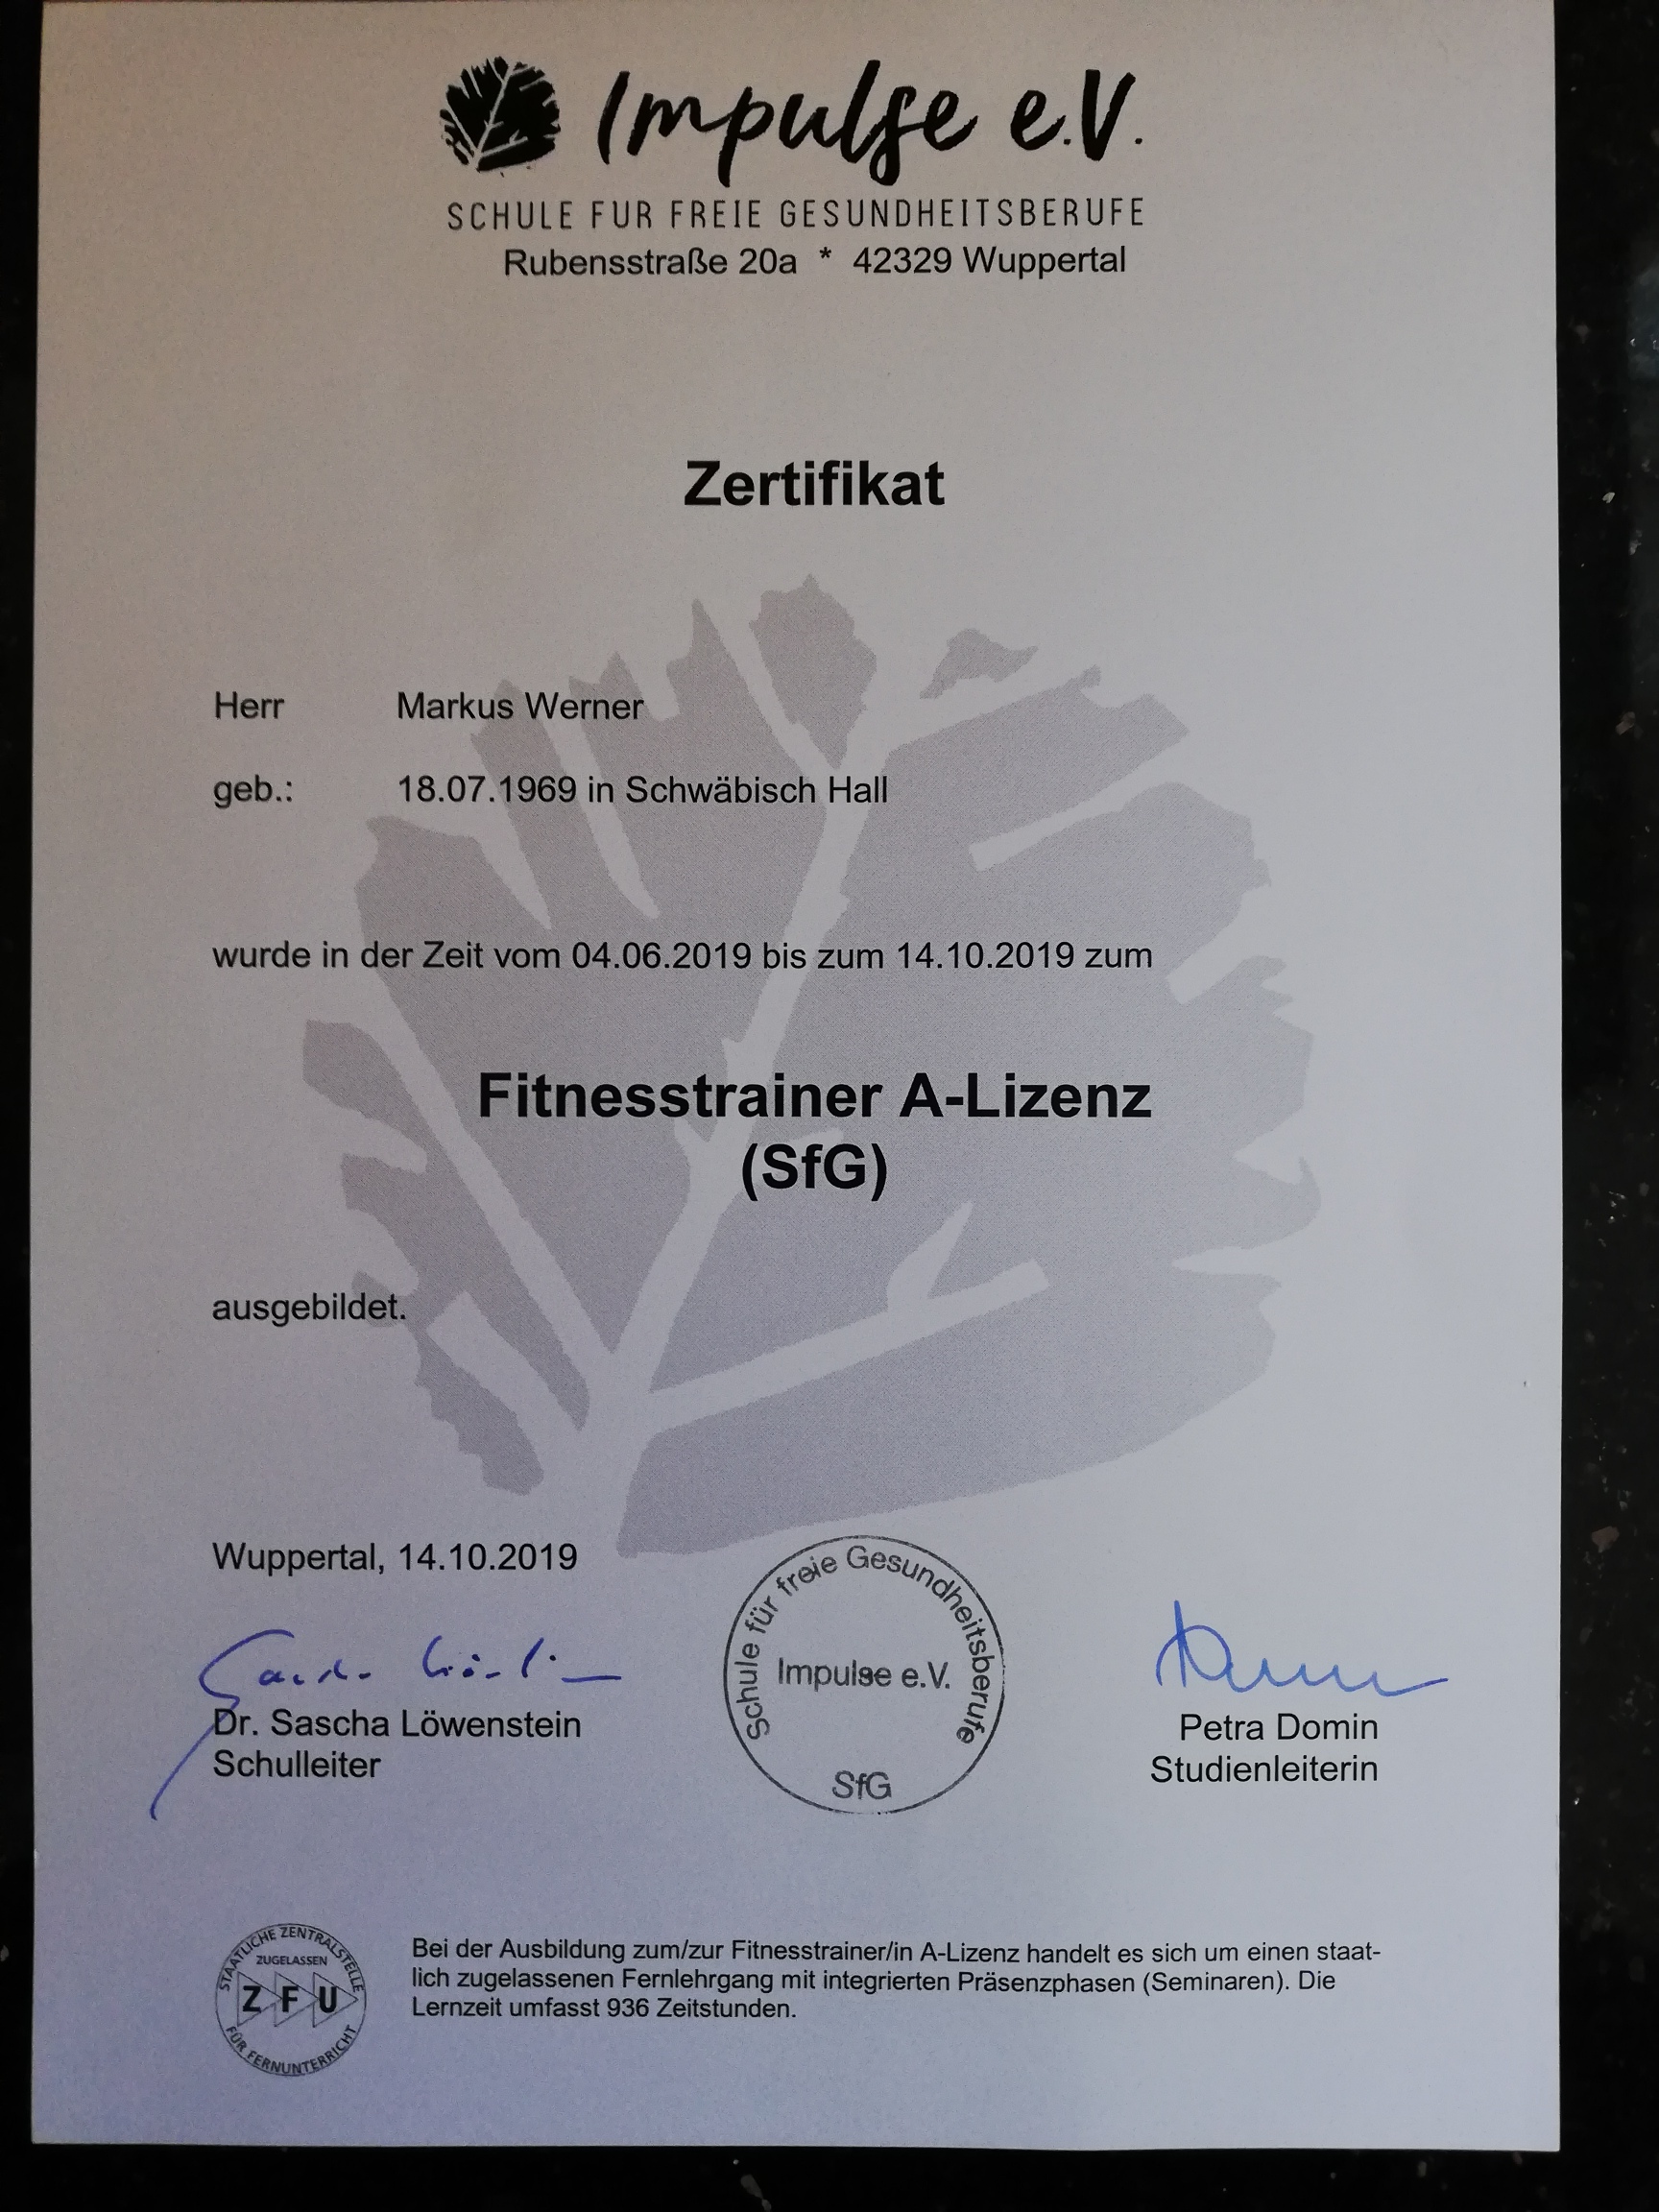 Impulse e.V.
SCHULE FUR FREIE GESUNDHEITSBERUFE
Rubensstraße 20a * 42329 Wuppertal
Zertifikat
Herr Markus Werner
geb.: 18.07.1969 in Schwäbisch Hall
wurde in der Zeit vom 04.06.2019 bis zum 14.10.2019 zum
Fitnesstrainer A-Lizenz
(SfG)
ausgebildet.
Wuppertal, 14.10.2019
Dr. Sascha Löwenstein
Schulleiter
Schule für freie Gesundheitsberufe
Impulse e.V.
SfG
Petra Domin
Studienleiterin
STAATLICHE ZENTRALSTELLE
ZUGELASSEN
ZFU
FÜR FERNUNTERRICHT
Bei der Ausbildung zum/zur Fitnesstrainer/in A-Lizenz handelt es sich um einen staat-
lich zugelassenen Fernlehrgang mit integrierten Präsenzphasen (Seminaren). Die
Lernzeit umfasst 936 Zeitstunden.